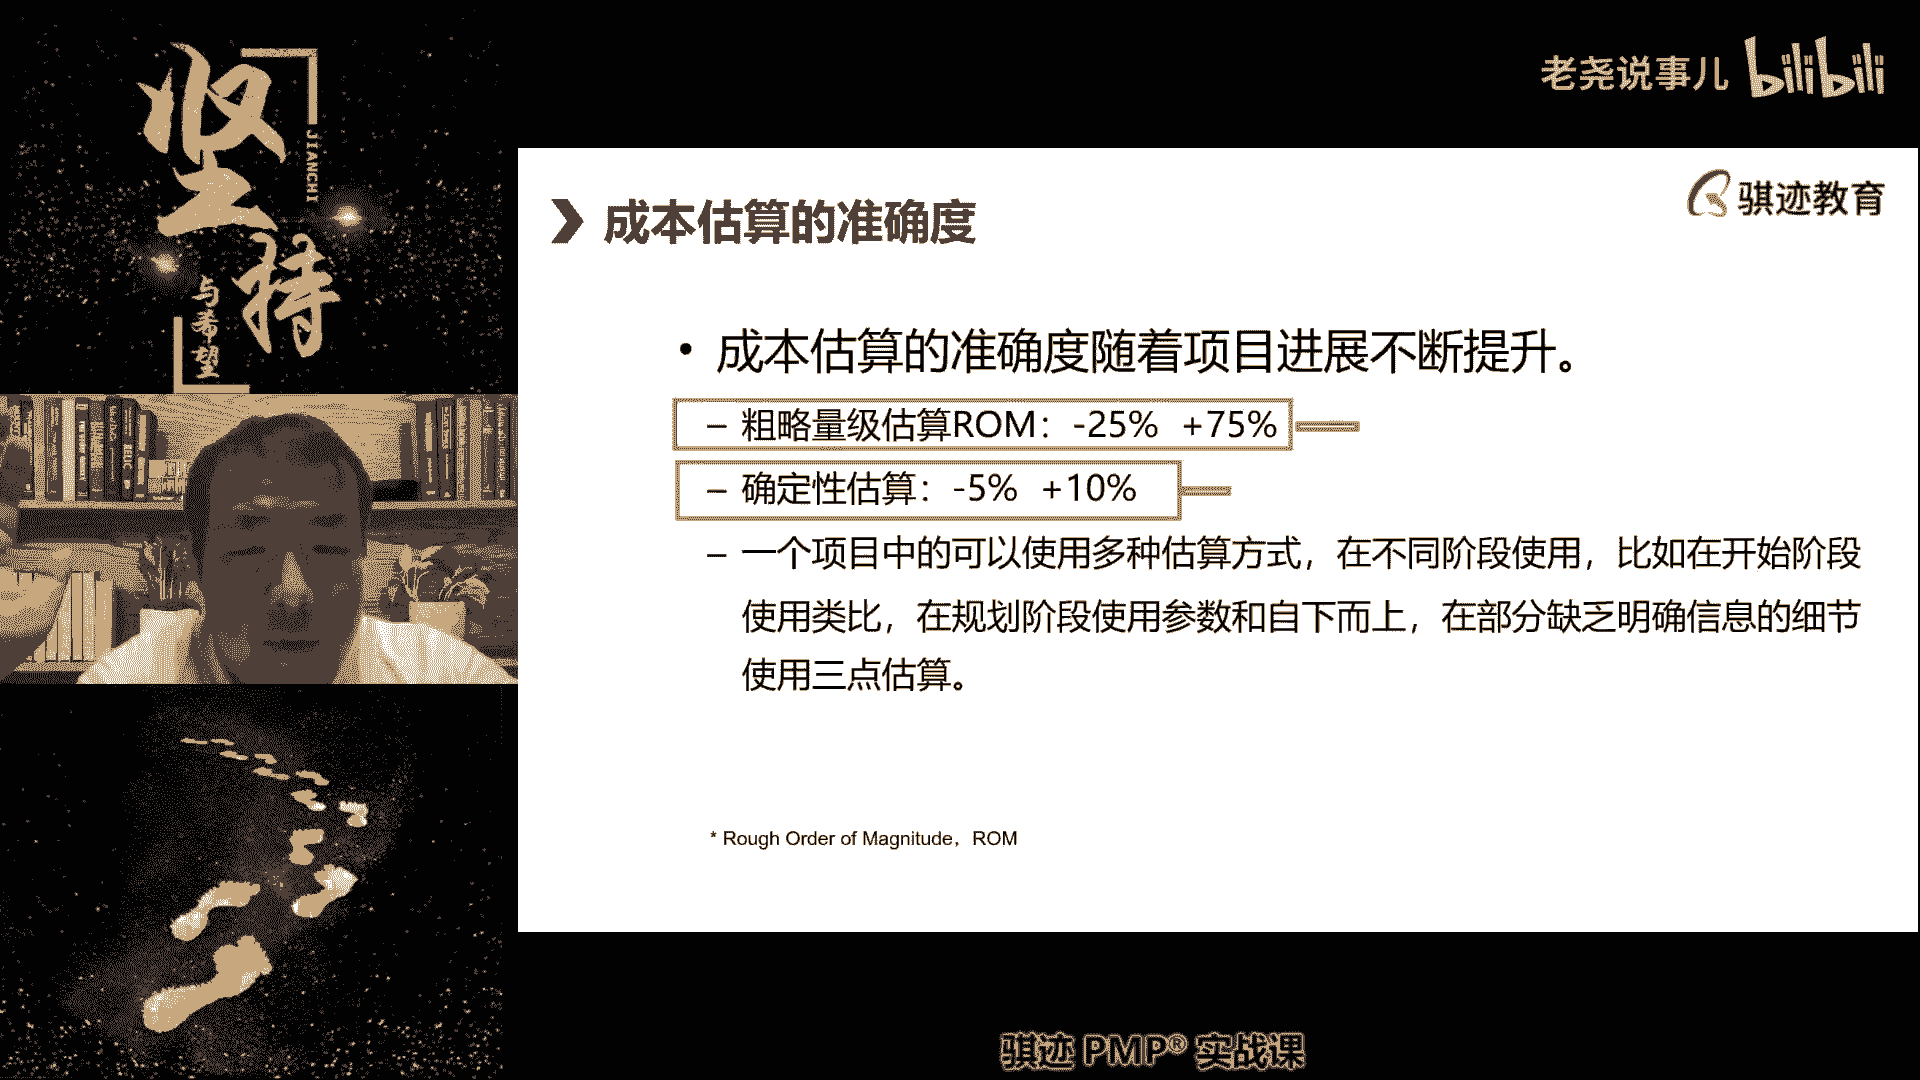 坚持
JIANCHI
与希望
老尧说事儿 bilibili
骐迹教育
成本估算的准确度
• 成本估算的准确度随着项目进展不断提升。
– 粗略量级估算ROM：-25% +75%
– 确定性估算：-5% +10%
– 一个项目中的可以使用多种估算方式，在不同阶段使用，比如在开始阶段
使用类比，在规划阶段使用参数和自下而上，在部分缺乏明确信息的细节
使用三点估算。
* Rough Order of Magnitude，ROM
骐迹 PMP® 实战课